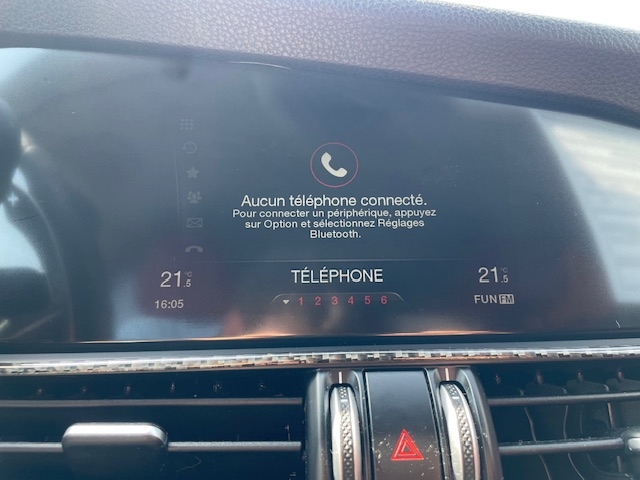 Aucun téléphone connecté.
Pour connecter un périphérique, appuyez
sur Option et sélectionnez Réglages
Bluetooth.
21.5°C
TÉLÉPHONE
21.5°C
16:05
1 2 3 4 5 6
FUN FM